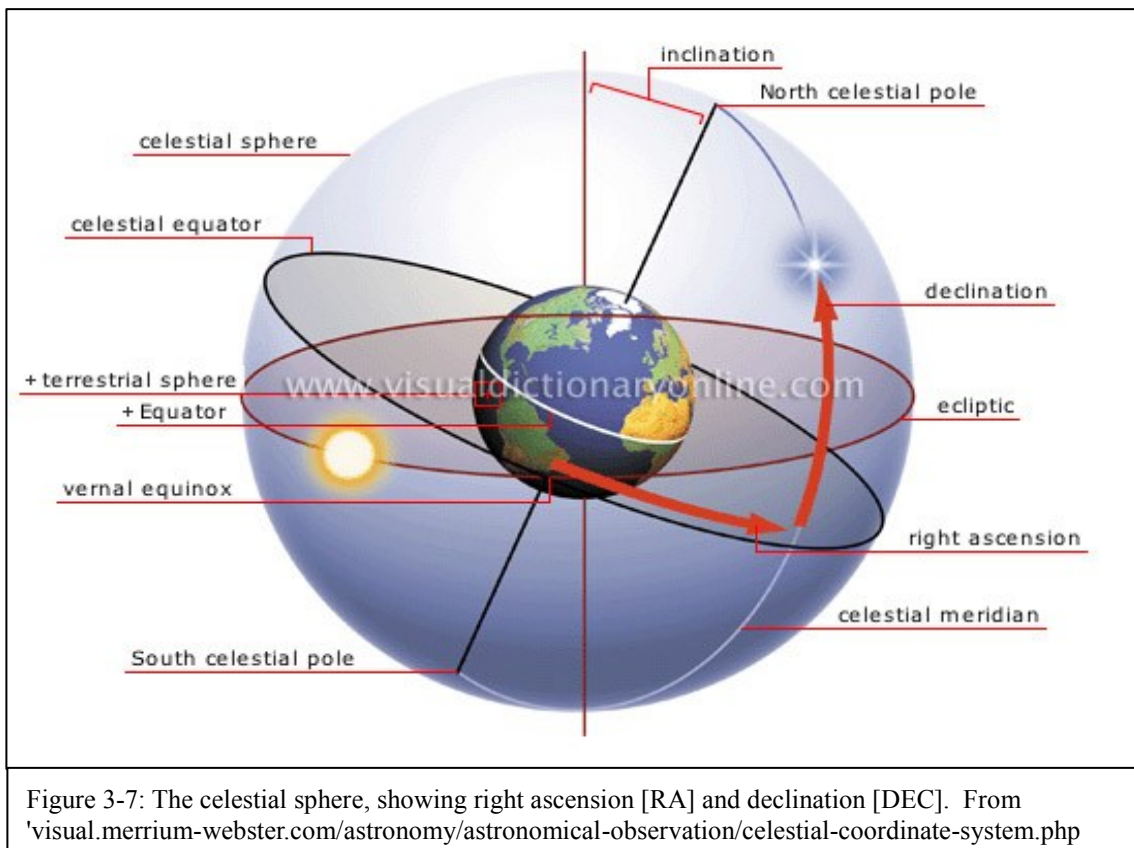 inclination
North celestial pole
celestial sphere
celestial equator
declination
+terrestrial sphere
www.visualdictionaryonline.com
+Equator
ecliptic
vernal equinox
right ascension
celestial meridian
South celestial pole
Figure 3-7: The celestial sphere, showing right ascension [RA] and declination [DEC]. From
'visual.merrium-webster.com/astronomy/astronomical-observation/celestial-coordinate-system.php